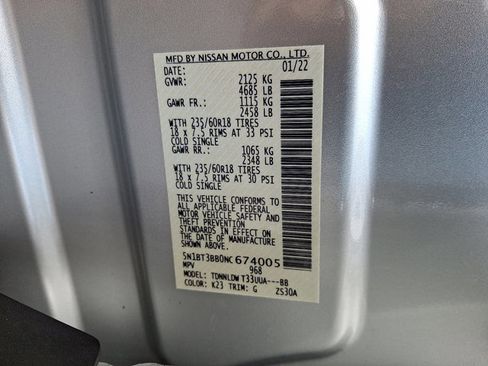 MFD BY NISSAN MOTOR CO., LTD.
DATE: 01/22
GVWR: 2125 KG
4685 LB
GAWR FR.: 1115 KG
2458 LB
WITH 235/60R18 TIRES
18 x 7.5 RIMS AT 33 PSI
COLD SINGLE
GAWR RR.: 1065 KG
2348 LB
WITH 235/60R18 TIRES
18 x 7.5 RIMS AT 30 PSI
COLD SINGLE
THIS VEHICLE CONFORMS TO
ALL APPLICABLE FEDERAL
MOTOR VEHICLE SAFETY AND
THEFT PREVENTION
STANDARDS IN EFFECT ON
THE DATE OF MANUFACTURE
SHOWN ABOVE.
5N1BT3BB0NC674005
MPV 968
MODEL: TDNNLDW T33UUA---BB
COLOR: K23 TRIM: G 2S30A